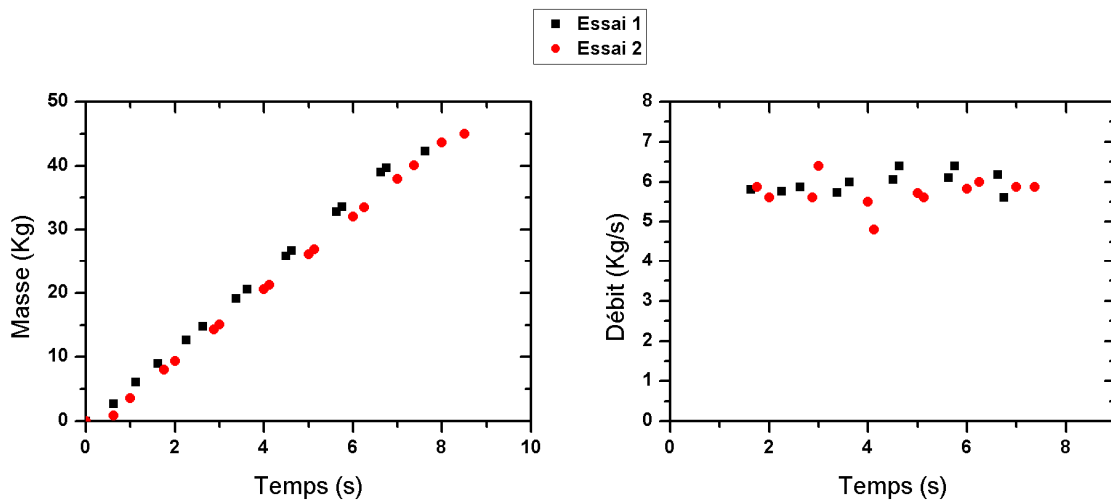 Essai 1
Essai 2
50
40
30
20
10
0
Masse (Kg)
0 2 4 6 8 10
Temps (s)
8
7
6
5
4
3
2
1
0
Débit (Kg/s)
0 2 4 6 8
Temps (s)